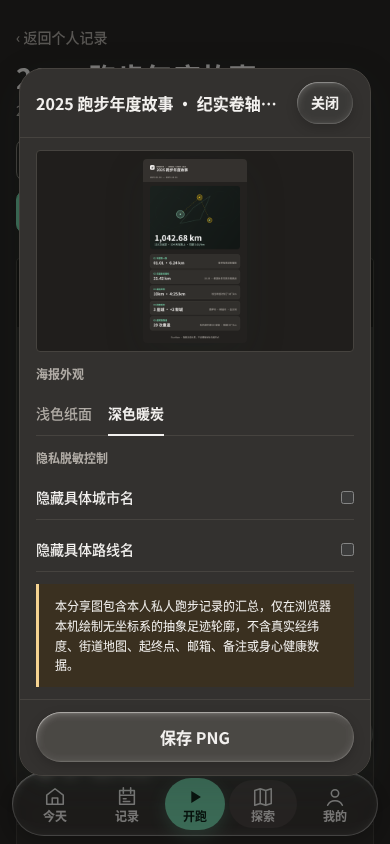 ‹ 返回个人记录
2025 跑步年度故事 · 纪实卷轴…
关闭
1,042.68 km
海报外观
浅色纸面
深色暖炭
隐私脱敏控制
隐藏具体城市名
隐藏具体路线名
本分享图包含本人私人跑步记录的汇总，仅在浏览器
本机绘制无坐标系的抽象足迹轮廓，不含真实经纬
度、街道地图、起终点、邮箱、备注或身心健康数
据。
保存 PNG
今天
记录
开跑
探索
我的